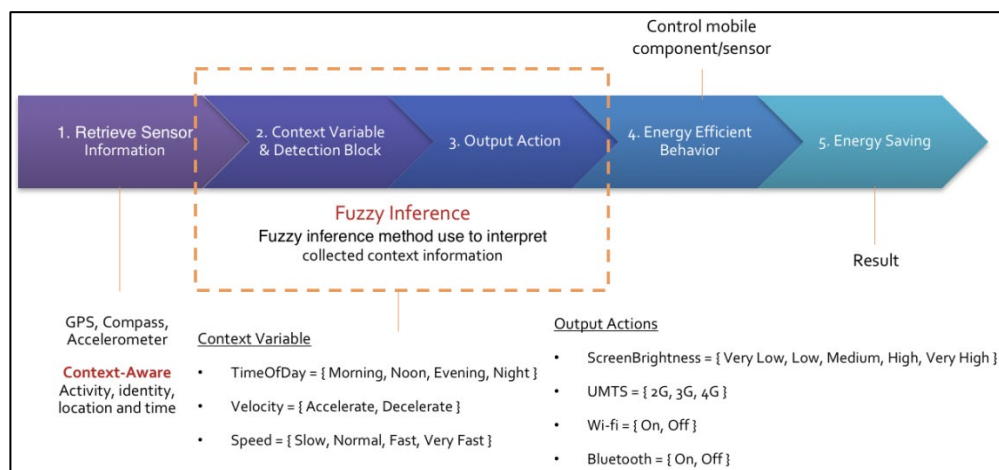 Control mobile
component/sensor
1. Retrieve Sensor
Information
2. Context Variable
& Detection Block
3. Output Action
4. Energy Efficient
Behavior
5. Energy Saving
Fuzzy Inference
Fuzzy inference method use to interpret
collected context information
Result
GPS, Compass,
Accelerometer
Context-Aware
Activity, identity,
location and time
Context Variable
• TimeOfDay = { Morning, Noon, Evening, Night }
• Velocity = { Accelerate, Decelerate }
• Speed = { Slow, Normal, Fast, Very Fast }
Output Actions
• ScreenBrightness = { Very Low, Low, Medium, High, Very High }
• UMTS = { 2G, 3G, 4G }
• Wi-fi = { On, Off }
• Bluetooth = { On, Off }